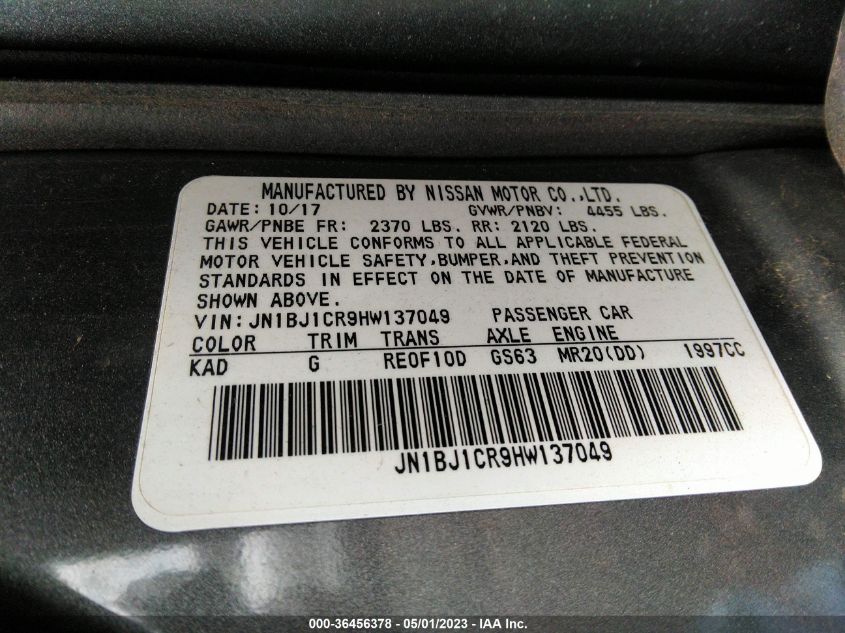 MANUFACTURED BY NISSAN MOTOR CO.,LTD.
DATE: 10/17 GVWR/PNBV: 4455 LBS.
GAWR/PNBE FR: 2370 LBS. RR: 2120 LBS.
THIS VEHICLE CONFORMS TO ALL APPLICABLE FEDERAL
MOTOR VEHICLE SAFETY,BUMPER,AND THEFT PREVENTION
STANDARDS IN EFFECT ON THE DATE OF MANUFACTURE
SHOWN ABOVE.
VIN:JN1BJ1CR9HW137049 PASSENGER CAR
COLOR TRIM TRANS AXLE ENGINE
KAD G RE0F10D GS63 MR20(DD) 1997CC
JN1BJ1CR9HW137049
000-36456378 - 05/01/2023 - IAA Inc.